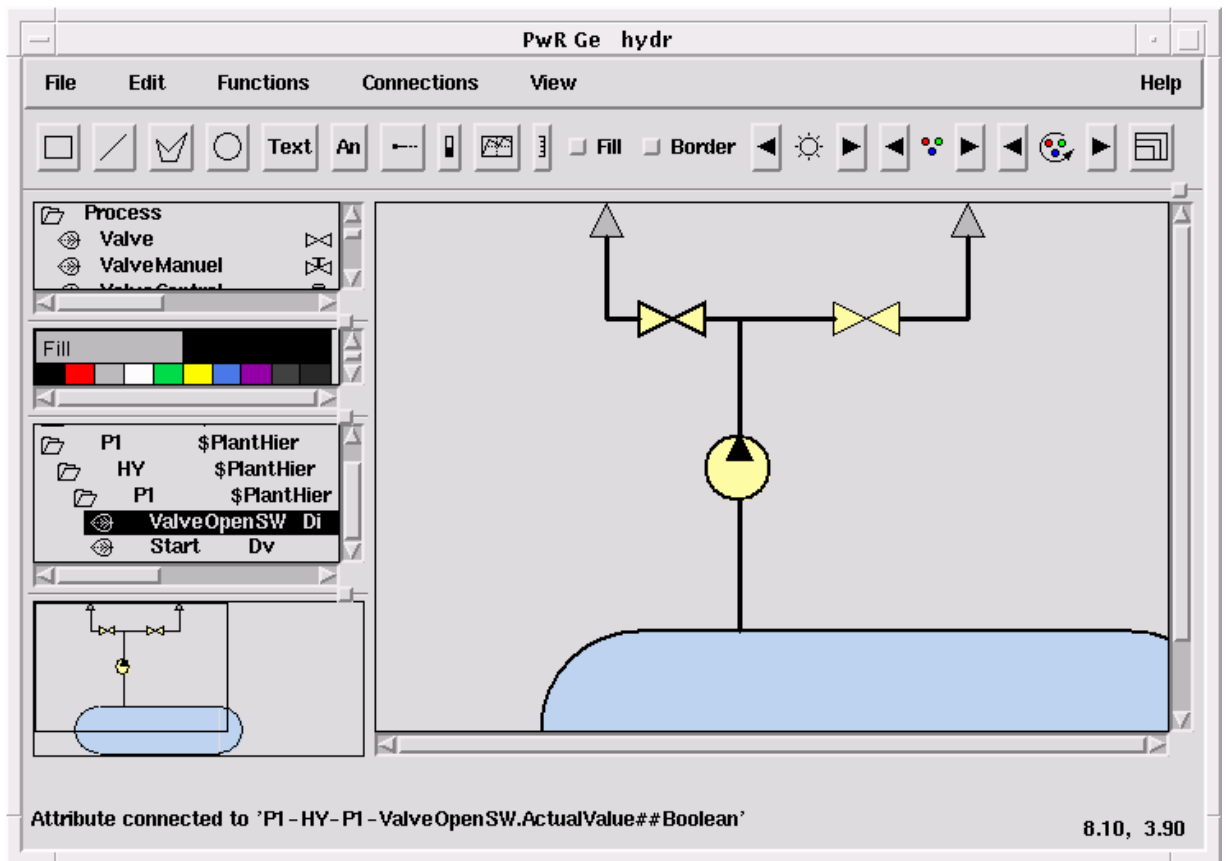 PwR Ge hydr
File Edit Functions Connections View Help
Text An Fill Border
Process
Valve
ValveManuel
ValveControl
Fill
P1 $PlantHier
HY $PlantHier
P1 $PlantHier
ValveOpenSW Di
Start Dv
Attribute connected to 'P1-HY-P1-ValveOpenSW.ActualValue##Boolean'
8.10, 3.90